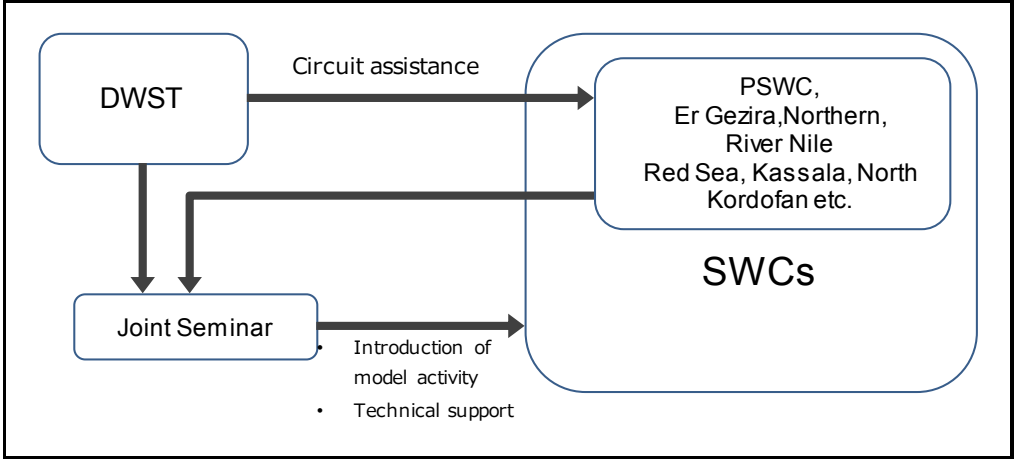 DWST
Circuit assistance
PSWC,
Er Gezira,Northern,
River Nile
Red Sea, Kassala, North
Kordofan etc.
SWCs
Joint Seminar
• Introduction of
model activity
• Technical support